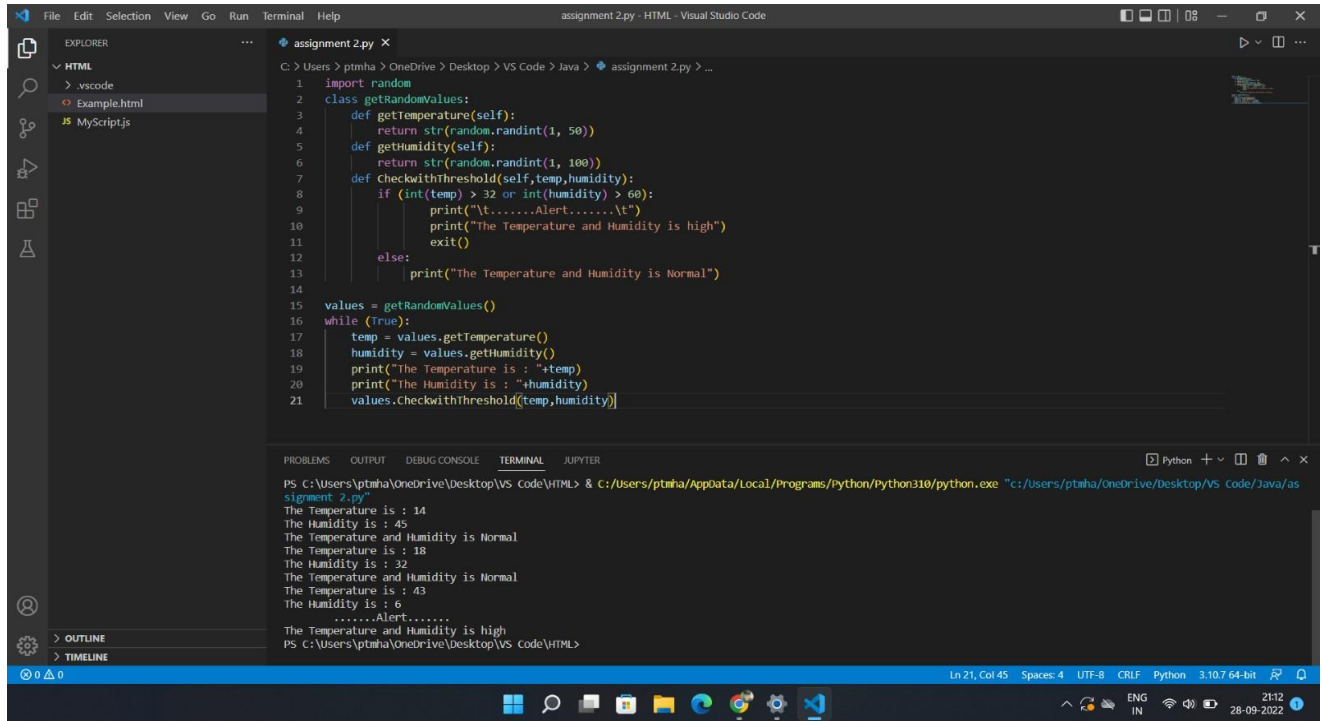 File Edit Selection View Go Run Terminal Help
assignment 2.py - HTML - Visual Studio Code
EXPLORER
HTML
.vscode
Example.html
JS MyScript.js
OUTLINE
TIMELINE
assignment 2.py
C: > Users > ptmha > OneDrive > Desktop > VS Code > Java > assignment 2.py > ...
1 import random
2 class getRandomValues:
3     def getTemperature(self):
4         return str(random.randint(1, 50))
5     def getHumidity(self):
6         return str(random.randint(1, 100))
7     def CheckwithThreshold(self,temp,humidity):
8         if (int(temp) > 32 or int(humidity) > 60):
9                 print("\t.......Alert.......\t")
10                 print("The Temperature and Humidity is high")
11                 exit()
12         else:
13               print("The Temperature and Humidity is Normal")
14
15 values = getRandomValues()
16 while (True):
17     temp = values.getTemperature()
18     humidity = values.getHumidity()
19     print("The Temperature is : "+temp)
20     print("The Humidity is : "+humidity)
21     values.CheckwithThreshold(temp,humidity)
PROBLEMS OUTPUT DEBUG CONSOLE TERMINAL JUPYTER
Python
PS C:\Users\ptmha\OneDrive\Desktop\VS Code\HTML> & C:/Users/ptmha/AppData/Local/Programs/Python/Python310/python.exe "c:/Users/ptmha/OneDrive/Desktop/VS Code/Java/as
signment 2.py"
The Temperature is : 14
The Humidity is : 45
The Temperature and Humidity is Normal
The Temperature is : 18
The Humidity is : 32
The Temperature and Humidity is Normal
The Temperature is : 43
The Humidity is : 6
        .......Alert.......
The Temperature and Humidity is high
PS C:\Users\ptmha\OneDrive\Desktop\VS Code\HTML>
0 0
Ln 21, Col 45 Spaces: 4 UTF-8 CRLF Python 3.10.7 64-bit
ENG
IN
21:12
28-09-2022
1